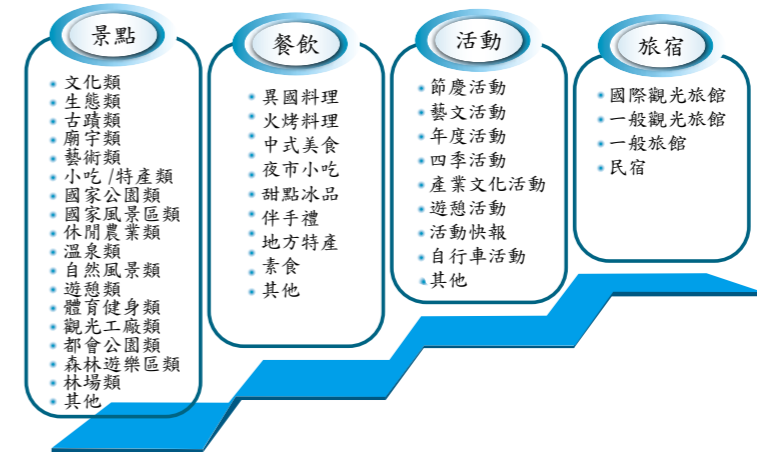 景點
文化類
生態類
古蹟類
廟宇類
藝術類
小吃/特產類
國家公園類
國家風景區類
休閒農業類
溫泉類
自然風景類
遊憩類
體育健身類
觀光工廠類
都會公園類
森林遊樂區類
林場類
其他
餐飲
異國料理
火烤料理
中式美食
夜市小吃
甜點冰品
伴手禮
地方特產
素食
其他
活動
節慶活動
藝文活動
年度活動
四季活動
產業文化活動
遊憩活動
活動快報
自行車活動
其他
旅宿
國際觀光旅館
一般觀光旅館
一般旅館
民宿